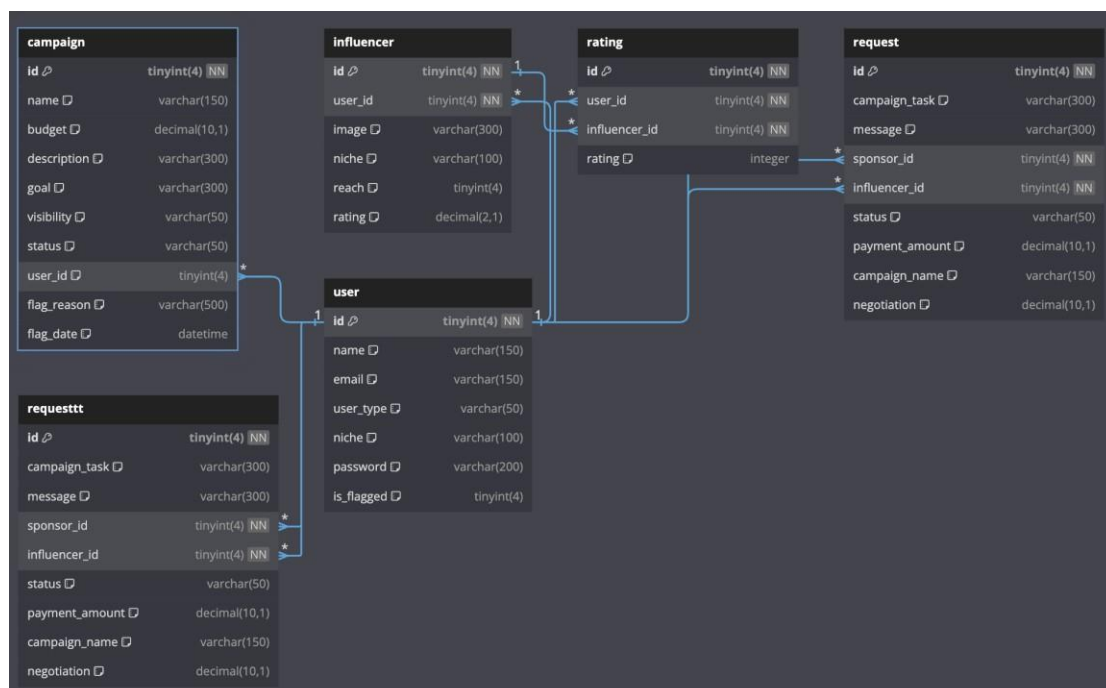 campaign
id tinyint(4) NN
name varchar(150)
budget decimal(10,1)
description varchar(300)
goal varchar(300)
visibility varchar(50)
status varchar(50)
user_id tinyint(4)
flag_reason varchar(500)
flag_date datetime
*
influencer
id tinyint(4) NN
user_id tinyint(4) NN
image varchar(300)
niche varchar(100)
reach tinyint(4)
rating decimal(2,1)
1
*
rating
id tinyint(4) NN
user_id tinyint(4) NN
influencer_id tinyint(4) NN
rating integer
*
*
request
id tinyint(4) NN
campaign_task varchar(300)
message varchar(300)
sponsor_id tinyint(4) NN
influencer_id tinyint(4) NN
status varchar(50)
payment_amount decimal(10,1)
campaign_name varchar(150)
negotiation decimal(10,1)
*
*
user
1 id tinyint(4) NN 1
name varchar(150)
email varchar(150)
user_type varchar(50)
niche varchar(100)
password varchar(200)
is_flagged tinyint(4)
requesttt
id tinyint(4) NN
campaign_task varchar(300)
message varchar(300)
sponsor_id tinyint(4) NN
influencer_id tinyint(4) NN
status varchar(50)
payment_amount decimal(10,1)
campaign_name varchar(150)
negotiation decimal(10,1)
*
*